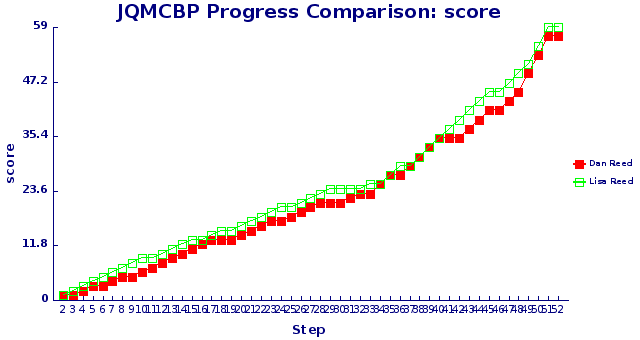 JQMCBP Progress Comparison: score
59
47.2
35.4
23.6
11.8
0
score
2 3 4 5 6 7 8 9 10 11 12 13 14 15 16 17 18 19 20 21 22 23 24 25 26 27 28 29 30 31 32 33 34 35 36 37 38 39 40 41 42 43 44 45 46 47 48 49 50 51 52
Step
Dan Reed
Lisa Reed